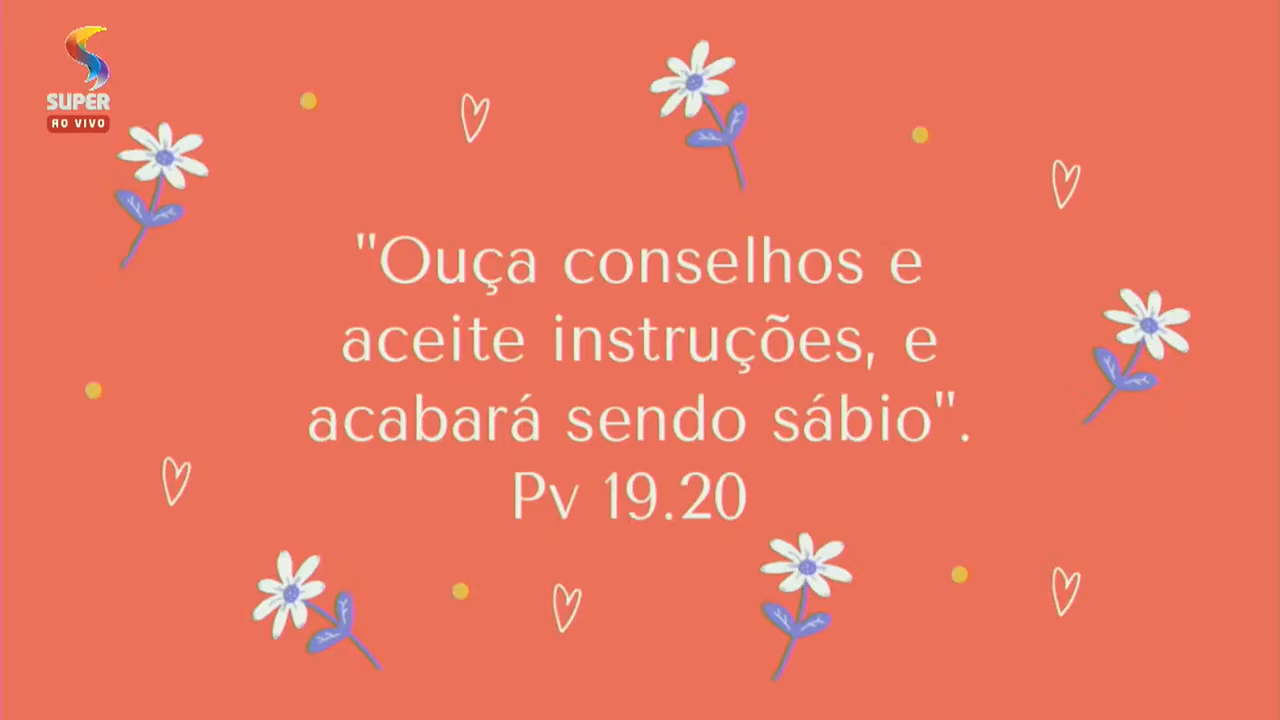 SUPER
AO VIVO
"Ouça conselhos e
aceite instruções, e
acabará sendo sábio".
Pv 19.20